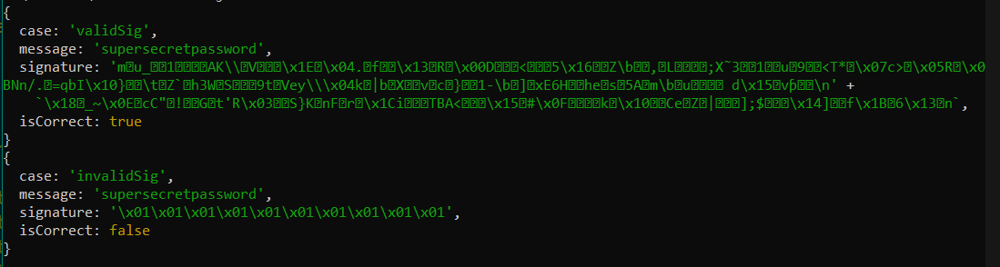 {
case: 'validSig',
message: 'supersecretpassword',
signature: 'm u_ 1 AK\\ V \x1E \x04. f \x13 R \x00D < 5\x16 Z\b , L ;X~3 1 u 9 <T* \x07c> \x05R \x0
BNn/. =qbI\x10} \t Z` h3W S 9t Vey\\\x04k |b X v c } 1-\b ] xE6H he s 5A m\b u d\x15 v \n' +
`\x18 _~\x0E cC" ! G t'R\x03 S}K nF r \x1Ci TBA< \x15 #\x0F k \x10 Ce Z | ];$ \x14] f\x1B 6\x13 n`,
isCorrect: true
}
{
case: 'invalidSig',
message: 'supersecretpassword',
signature: '\x01\x01\x01\x01\x01\x01\x01\x01\x01\x01',
isCorrect: false
}